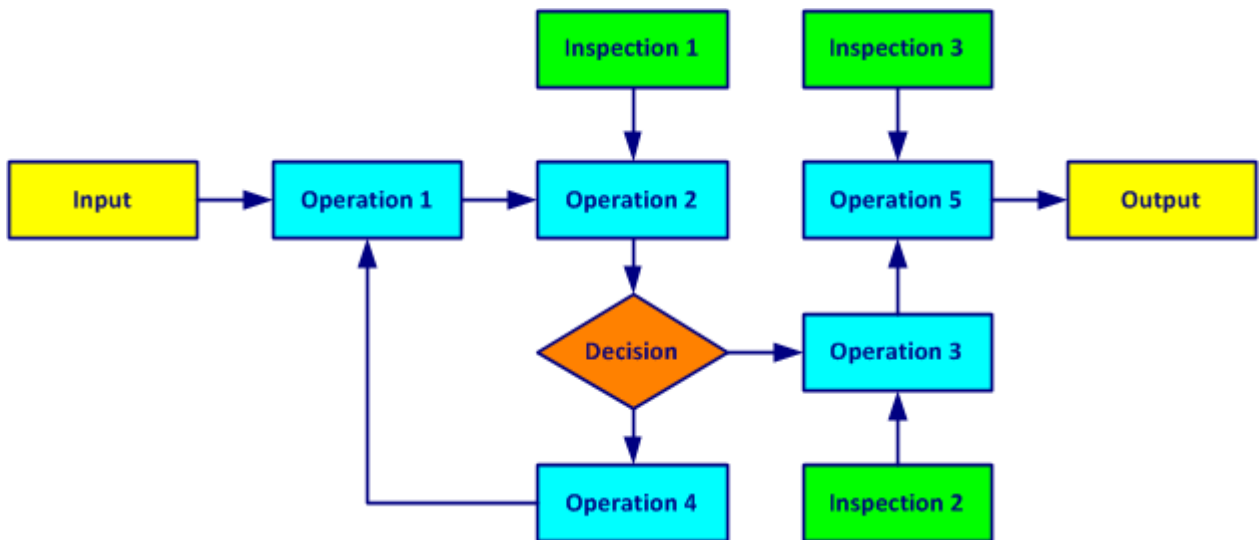 Inspection 1
Inspection 3
Input
Operation 1
Operation 2
Operation 5
Output
Decision
Operation 3
Operation 4
Inspection 2